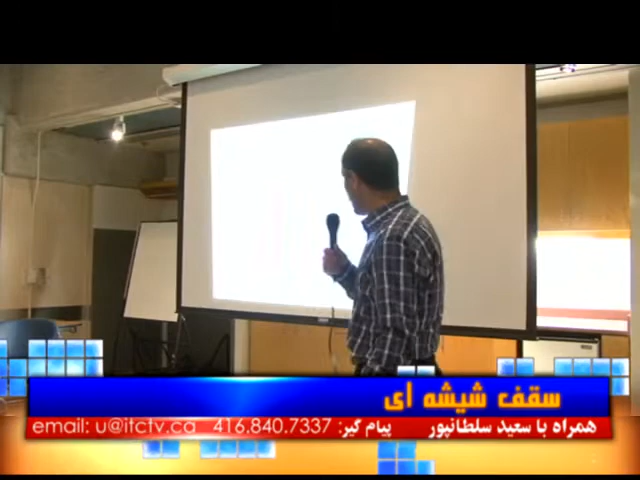 سقف شیشه ای
همراه با سعید سلطانپور پیام گیر: 416.840.7337 email: u@itctv.ca